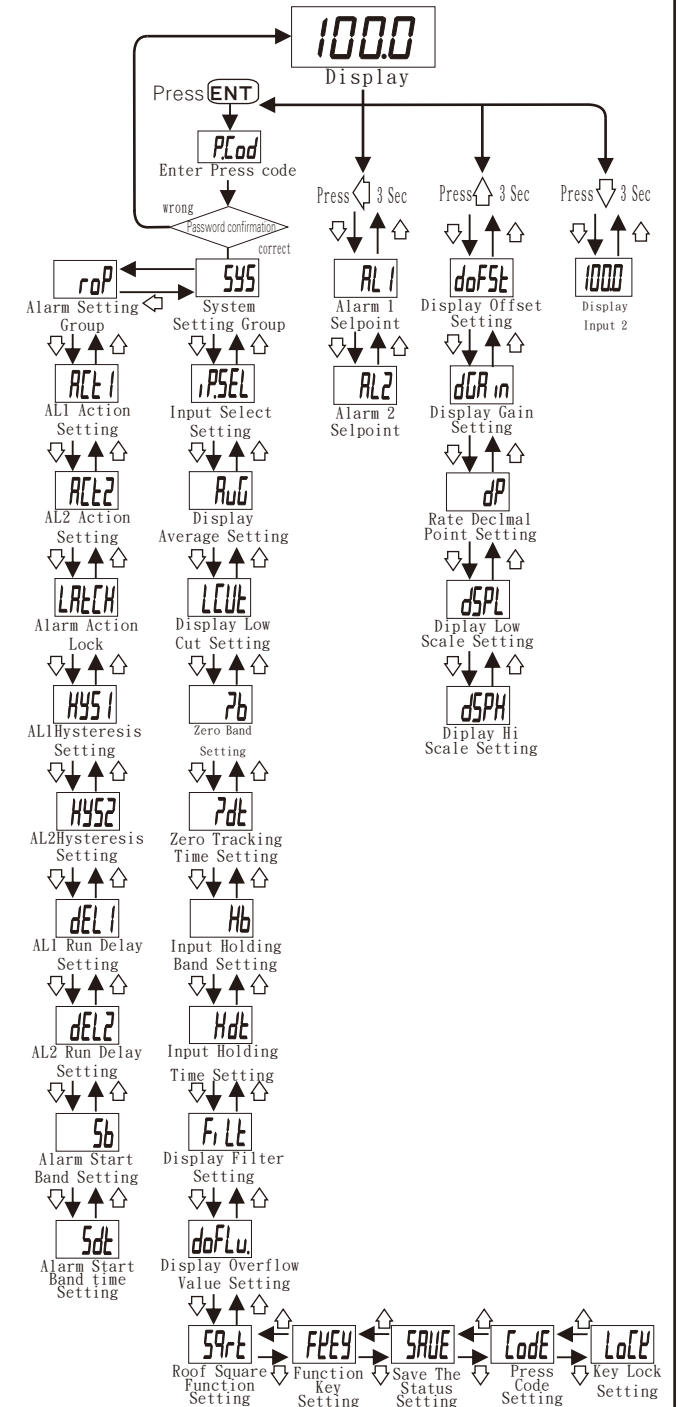 100.0
Display
Press ENT
P.Cod
Enter Press code
wrong
Password confirmation
correct
roP
Alarm Setting
Group
ACt1
AL1 Action
Setting
ACt2
AL2 Action
Setting
LAtCH
Alarm Action
Lock
HYS1
AL1Hysteresis
Setting
HYS2
AL2Hysteresis
Setting
dEL1
AL1 Run Delay
Setting
dEL2
AL2 Run Delay
Setting
Sb
Alarm Start
Band Setting
Sdt
Alarm Start
Band time
Setting
SYS
System
Setting Group
iP.SEL
Input Select
Setting
AuG
Display
Average Setting
LCUt
Display Low
Cut Setting
Zb
Zero Band
Setting
Zdt
Zero Tracking
Time Setting
Hb
Input Holding
Band Setting
Hdt
Input Holding
Time Setting
FiLt
Display Filter
Setting
doFLu.
Display Overflow
Value Setting
S9rt
Roof Square
Function
Setting
FKEY
Function
Key
Setting
SAUE
Save The
Status
Setting
CodE
Press
Code
Setting
LoCK
Key Lock
Setting
Press 3 Sec
AL1
Alarm 1
Selpoint
AL2
Alarm 2
Selpoint
Press 3 Sec
doFSt
Display Offset
Setting
dGAin
Display Gain
Setting
dP
Rate Declmal
Point Setting
dSPL
Diplay Low
Scale Setting
dSPH
Diplay Hi
Scale Setting
Press 3 Sec
100.0
Display
Input 2